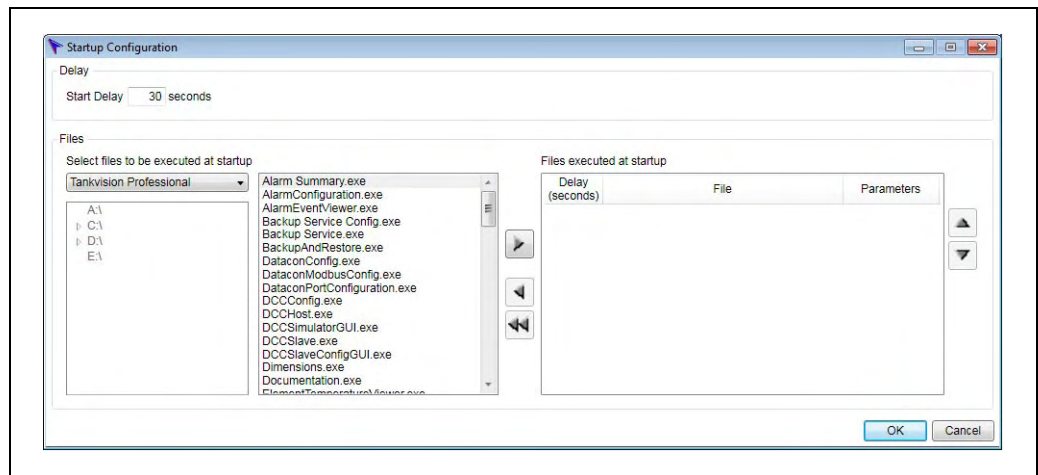 Startup Configuration
Delay
Start Delay 30 seconds
Files
Select files to be executed at startup
Files executed at startup
Tankvision Professional
A:\
C:\
D:\
E:\
Alarm Summary.exe
AlarmConfiguration.exe
AlarmEventViewer.exe
Backup Service Config.exe
Backup Service.exe
BackupAndRestore.exe
DataconConfig.exe
DataconModbusConfig.exe
DataconPortConfiguration.exe
DCCConfig.exe
DCCHost.exe
DCCSimulatorGUI.exe
DCCSlave.exe
DCCSlaveConfigGUI.exe
Dimensions.exe
Documentation.exe
ElementTemperatureViewer.exe
Delay
(seconds)
File
Parameters
OK
Cancel